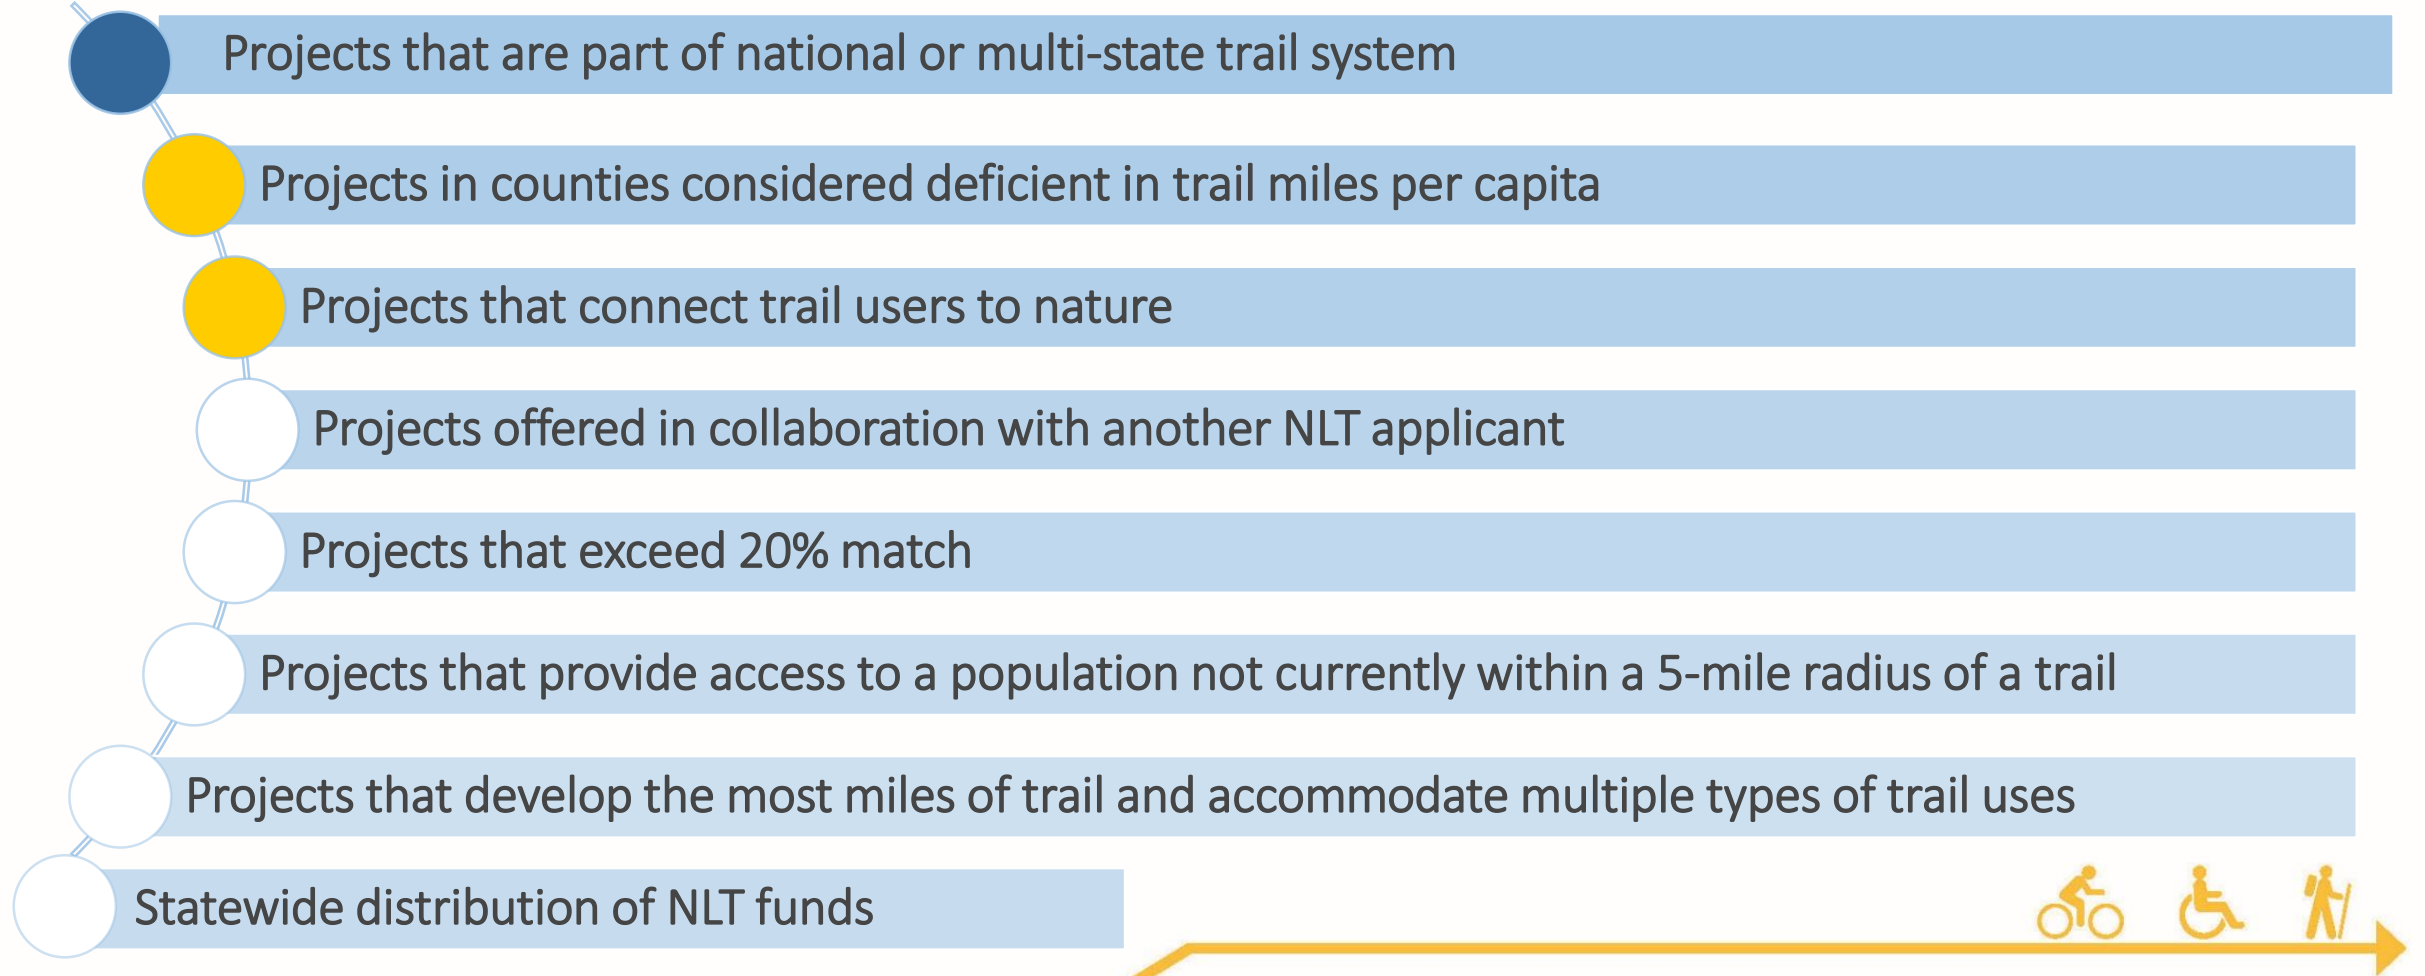 Projects that are part of national or multi-state trail system
Projects in counties considered deficient in trail miles per capita
Projects that connect trail users to nature
Projects offered in collaboration with another NLT applicant
Projects that exceed 20% match
Projects that provide access to a population not currently within a 5-mile radius of a trail
Projects that develop the most miles of trail and accommodate multiple types of trail uses
Statewide distribution of NLT funds